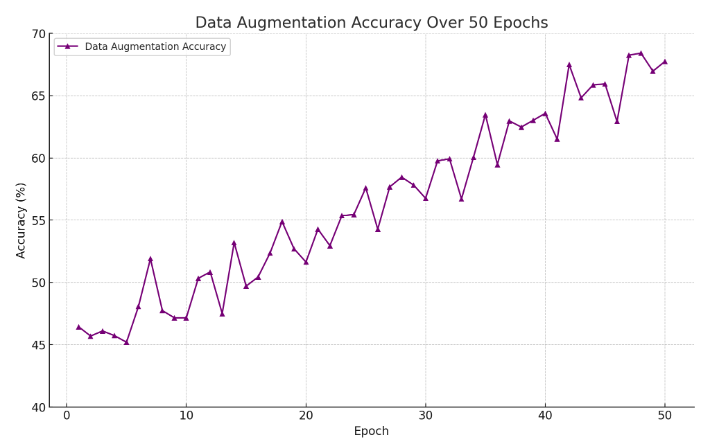 Data Augmentation Accuracy Over 50 Epochs
Data Augmentation Accuracy
70
65
60
55
50
45
40
Accuracy (%)
0 10 20 30 40 50
Epoch